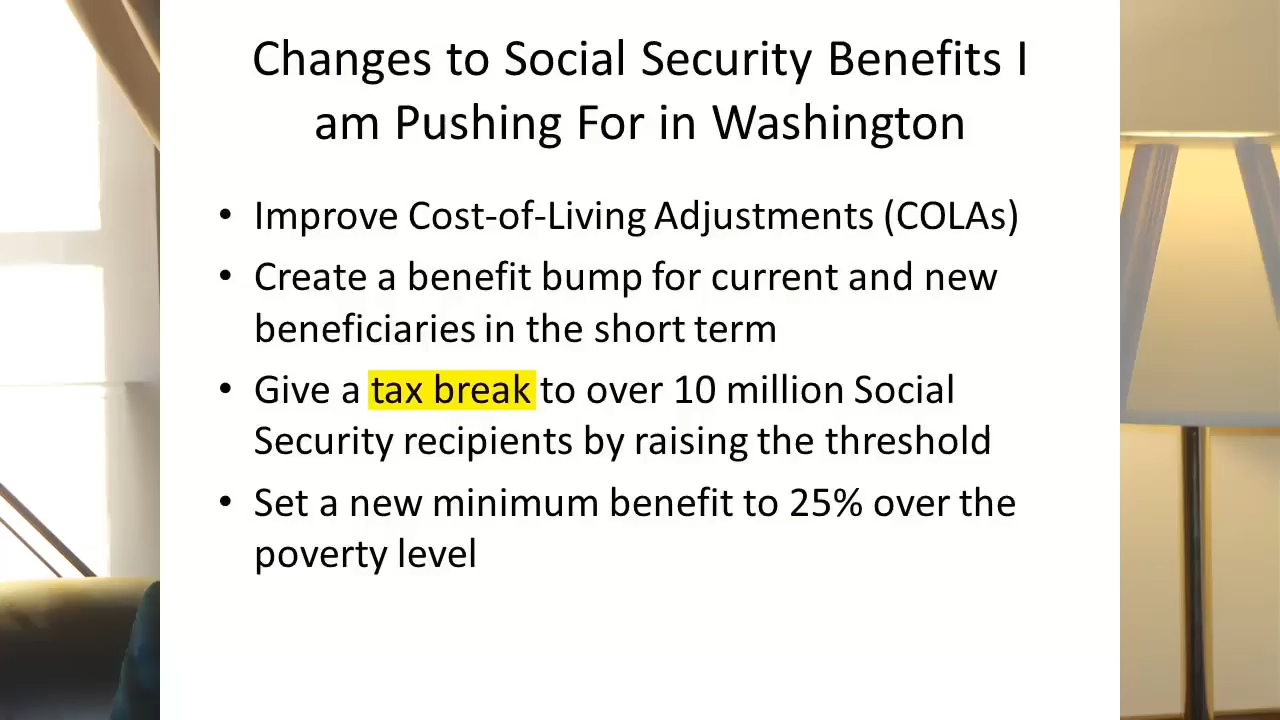 Changes to Social Security Benefits I
am Pushing For in Washington
• Improve Cost-of-Living Adjustments (COLAs)
• Create a benefit bump for current and new
beneficiaries in the short term
• Give a tax break to over 10 million Social
Security recipients by raising the threshold
• Set a new minimum benefit to 25% over the
poverty level